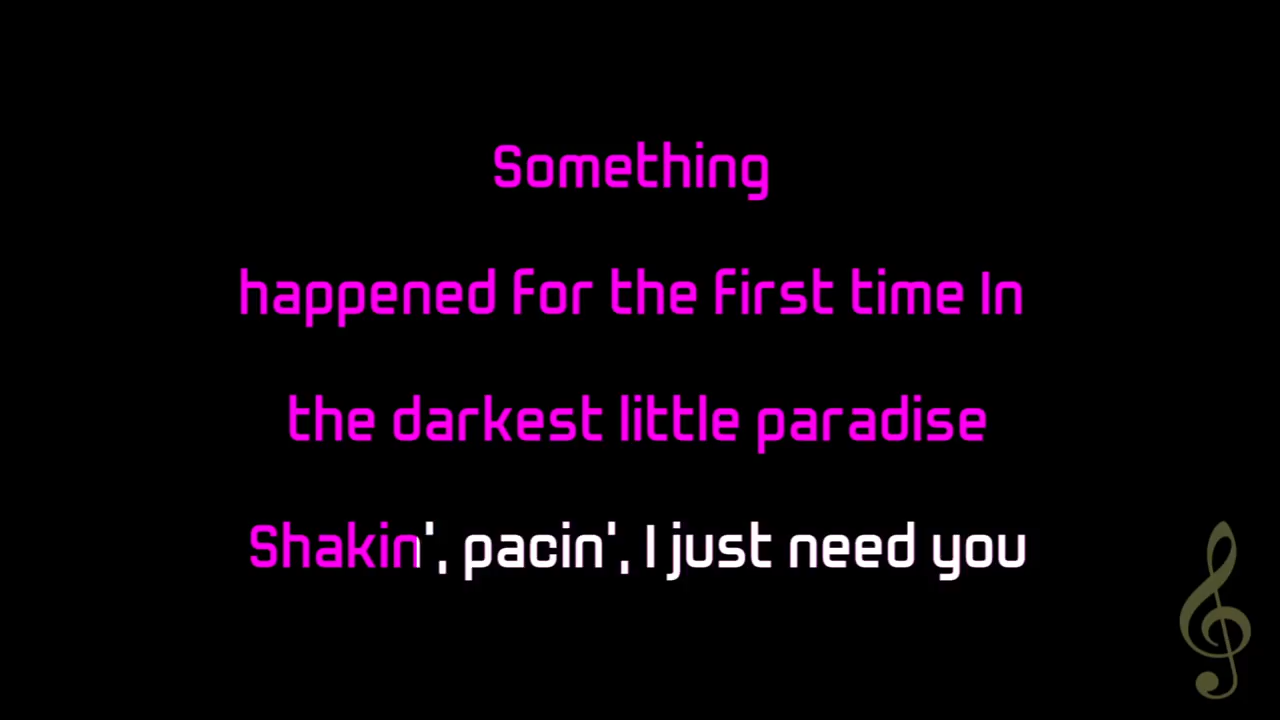 Something
happened for the first time In
the darkest little paradise
Shakin', pacin', I just need you